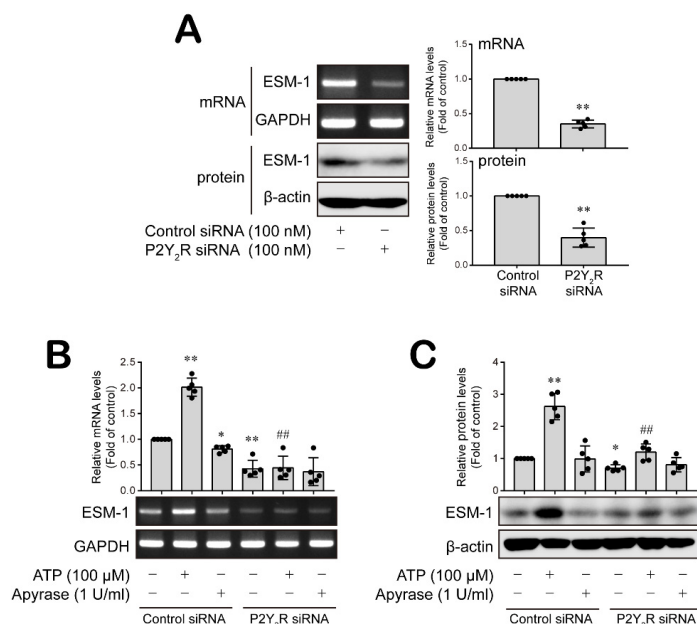 A
mRNA
ESM-1
GAPDH
protein
ESM-1
β-actin
Control siRNA (100 nM) + −
P2Y2R siRNA (100 nM) − +
Relative mRNA levels
(Fold of control)
1.5
1.0
0.5
0.0
mRNA
**
Relative protein levels
(Fold of control)
1.5
1.0
0.5
0.0
protein
**
Control
siRNA
P2Y2R
siRNA
B
Relative mRNA levels
(Fold of control)
2.5
2.0
1.5
1.0
0.5
0.0
**
*
**
##
ESM-1
GAPDH
ATP (100 μM) − + − − + −
Apyrase (1 U/ml) − − + − − +
Control siRNA P2Y2R siRNA
C
Relative protein levels
(Fold of control)
4
3
2
1
0
**
*
##
ESM-1
β-actin
ATP (100 μM) − + − − + −
Apyrase (1 U/ml) − − + − − +
Control siRNA P2Y2R siRNA